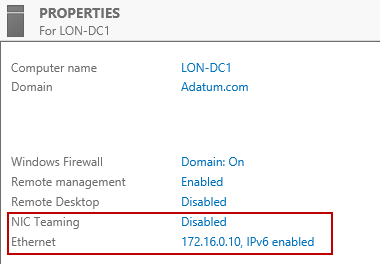 PROPERTIES
For LON-DC1
Computer name LON-DC1
Domain Adatum.com
Windows Firewall Domain: On
Remote management Enabled
Remote Desktop Disabled
NIC Teaming Disabled
Ethernet 172.16.0.10, IPv6 enabled